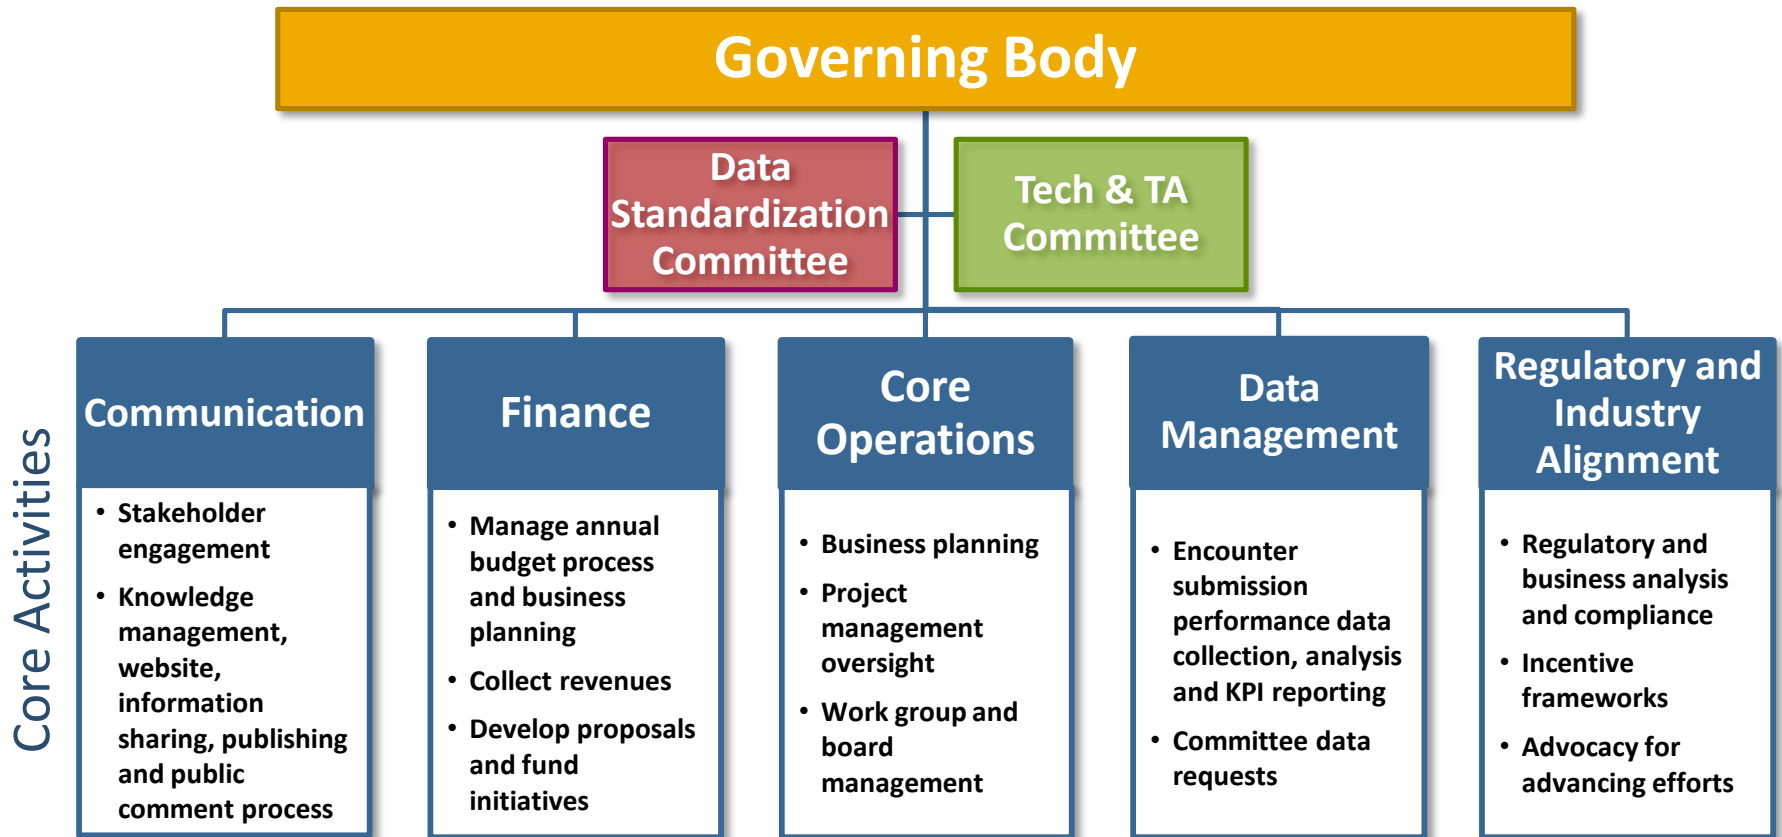 Governing Body
Data
Standardization
Committee
Tech & TA
Committee
Core Activities
Communication
• Stakeholder
engagement
• Knowledge
management,
website,
information
sharing, publishing
and public
comment process
Finance
• Manage annual
budget process
and business
planning
• Collect revenues
• Develop proposals
and fund
initiatives
Core
Operations
• Business planning
• Project
management
oversight
• Work group and
board
management
Data
Management
• Encounter
submission
performance data
collection, analysis
and KPI reporting
• Committee data
requests
Regulatory and
Industry
Alignment
• Regulatory and
business analysis
and compliance
• Incentive
frameworks
• Advocacy for
advancing efforts